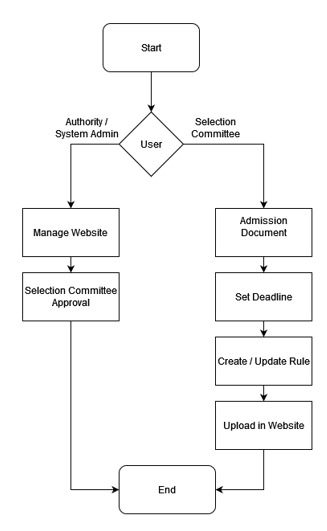 Start
Authority /
System Admin
Selection
Committee
User
Manage Website
Selection Committee
Approval
Admission
Document
Set Deadline
Create / Update Rule
Upload in Website
End